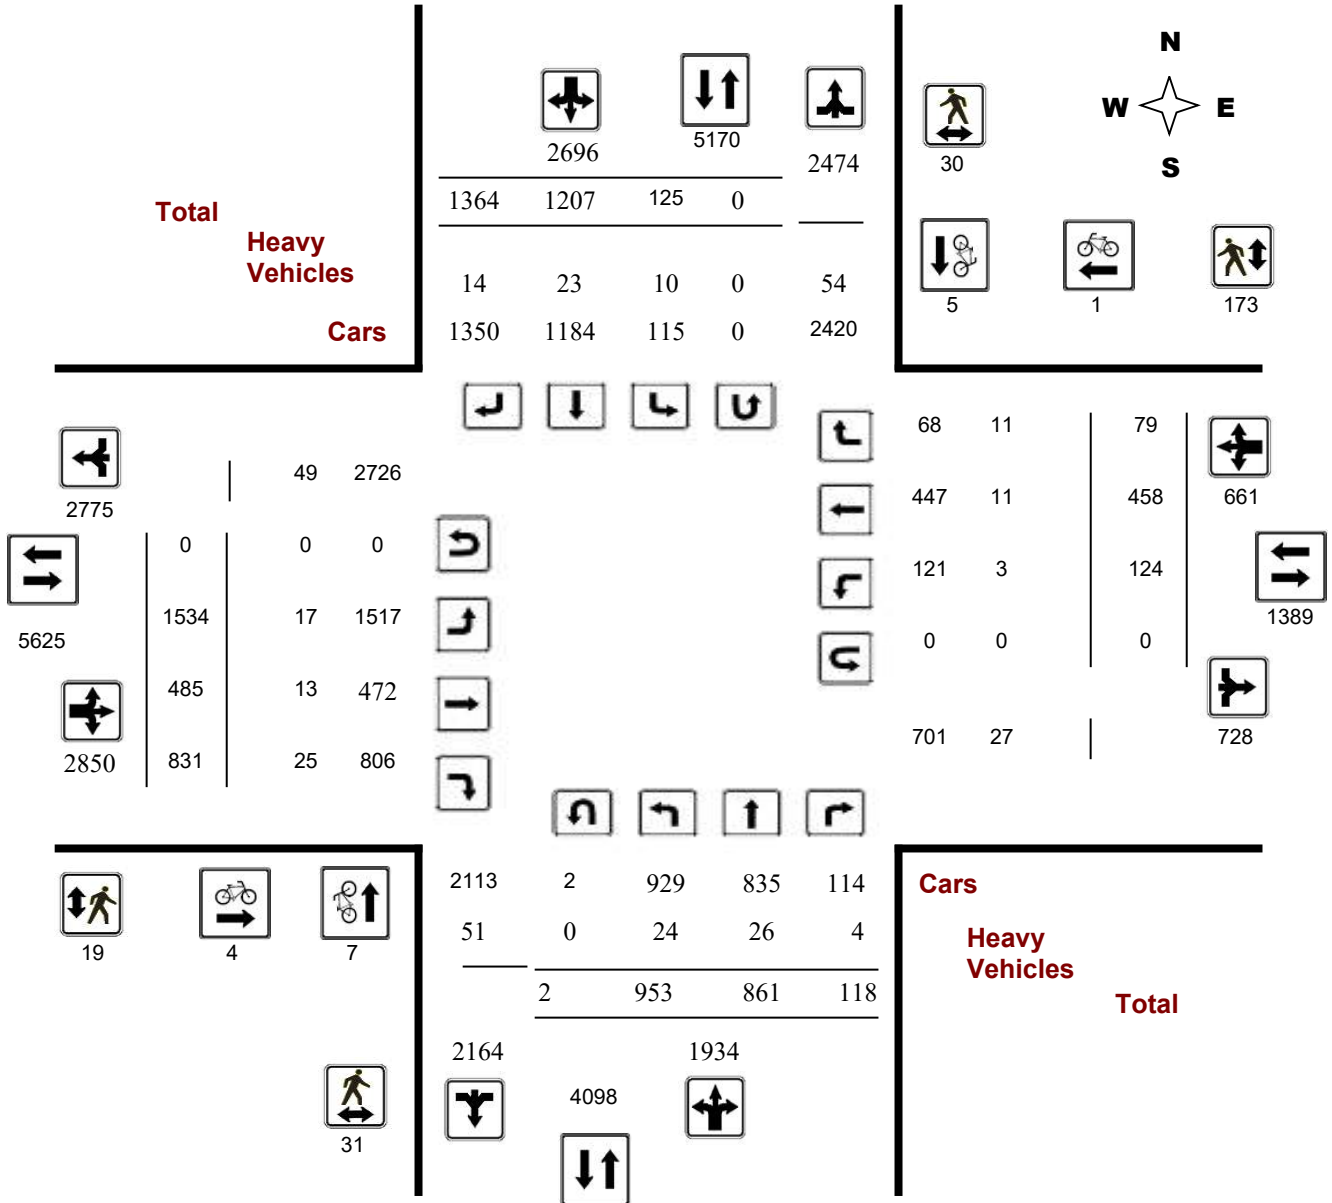 N
W E
S
2696 5170 2474 30
1364 1207 125 0
Total
Heavy
Vehicles
14 23 10 0 54
Cars 1350 1184 115 0 2420
5 1 173
68 11 79
49 2726
2775
447 11 458 661
0 0 0
121 3 124
1534 17 1517 1389
5625
0 0 0
485 13 472
701 27 728
2850 831 25 806
2113 2 929 835 114 Cars
51 0 24 26 4 Heavy
Vehicles
19 4 7
2 953 861 118 Total
2164 1934
4098
31